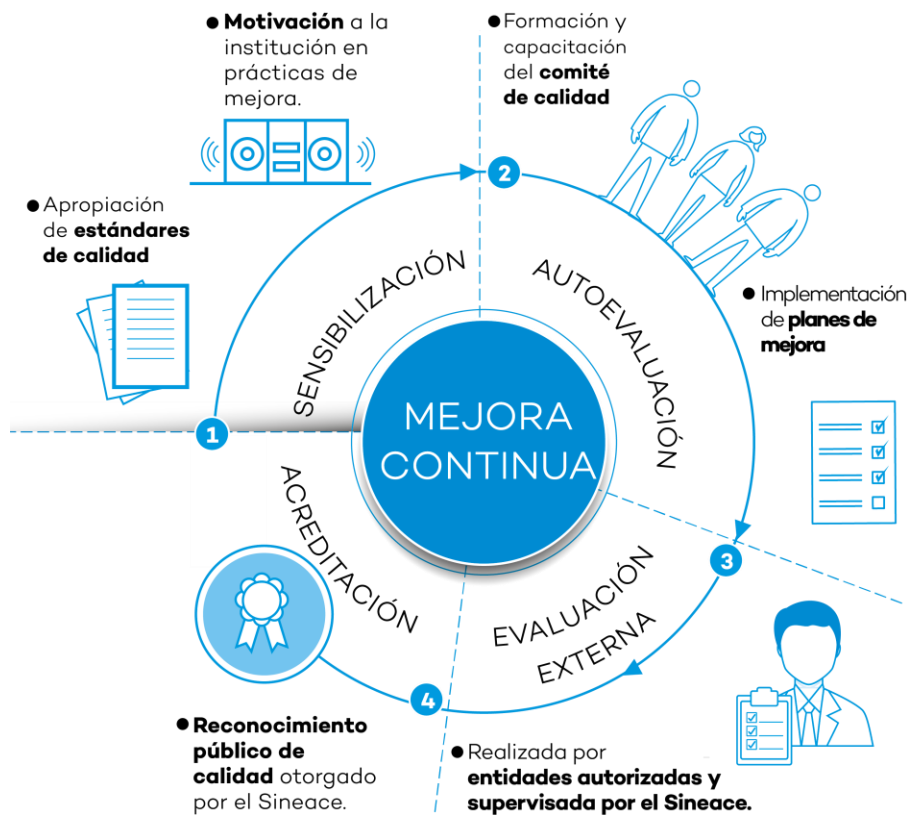 ● Motivación a la
institución en
prácticas de
mejora.
● Formación y
capacitación
del comité
de calidad
● Apropiación
de estándares
de calidad
● Implementación
de planes de
mejora
1
SENSIBILIZACIÓN
2
AUTOEVALUACIÓN
MEJORA
CONTINUA
3
EVALUACIÓN
EXTERNA
4
ACREDITACIÓN
● Reconocimiento
público de
calidad otorgado
por el Sineace.
● Realizada por
entidades autorizadas y
supervisada por el Sineace.